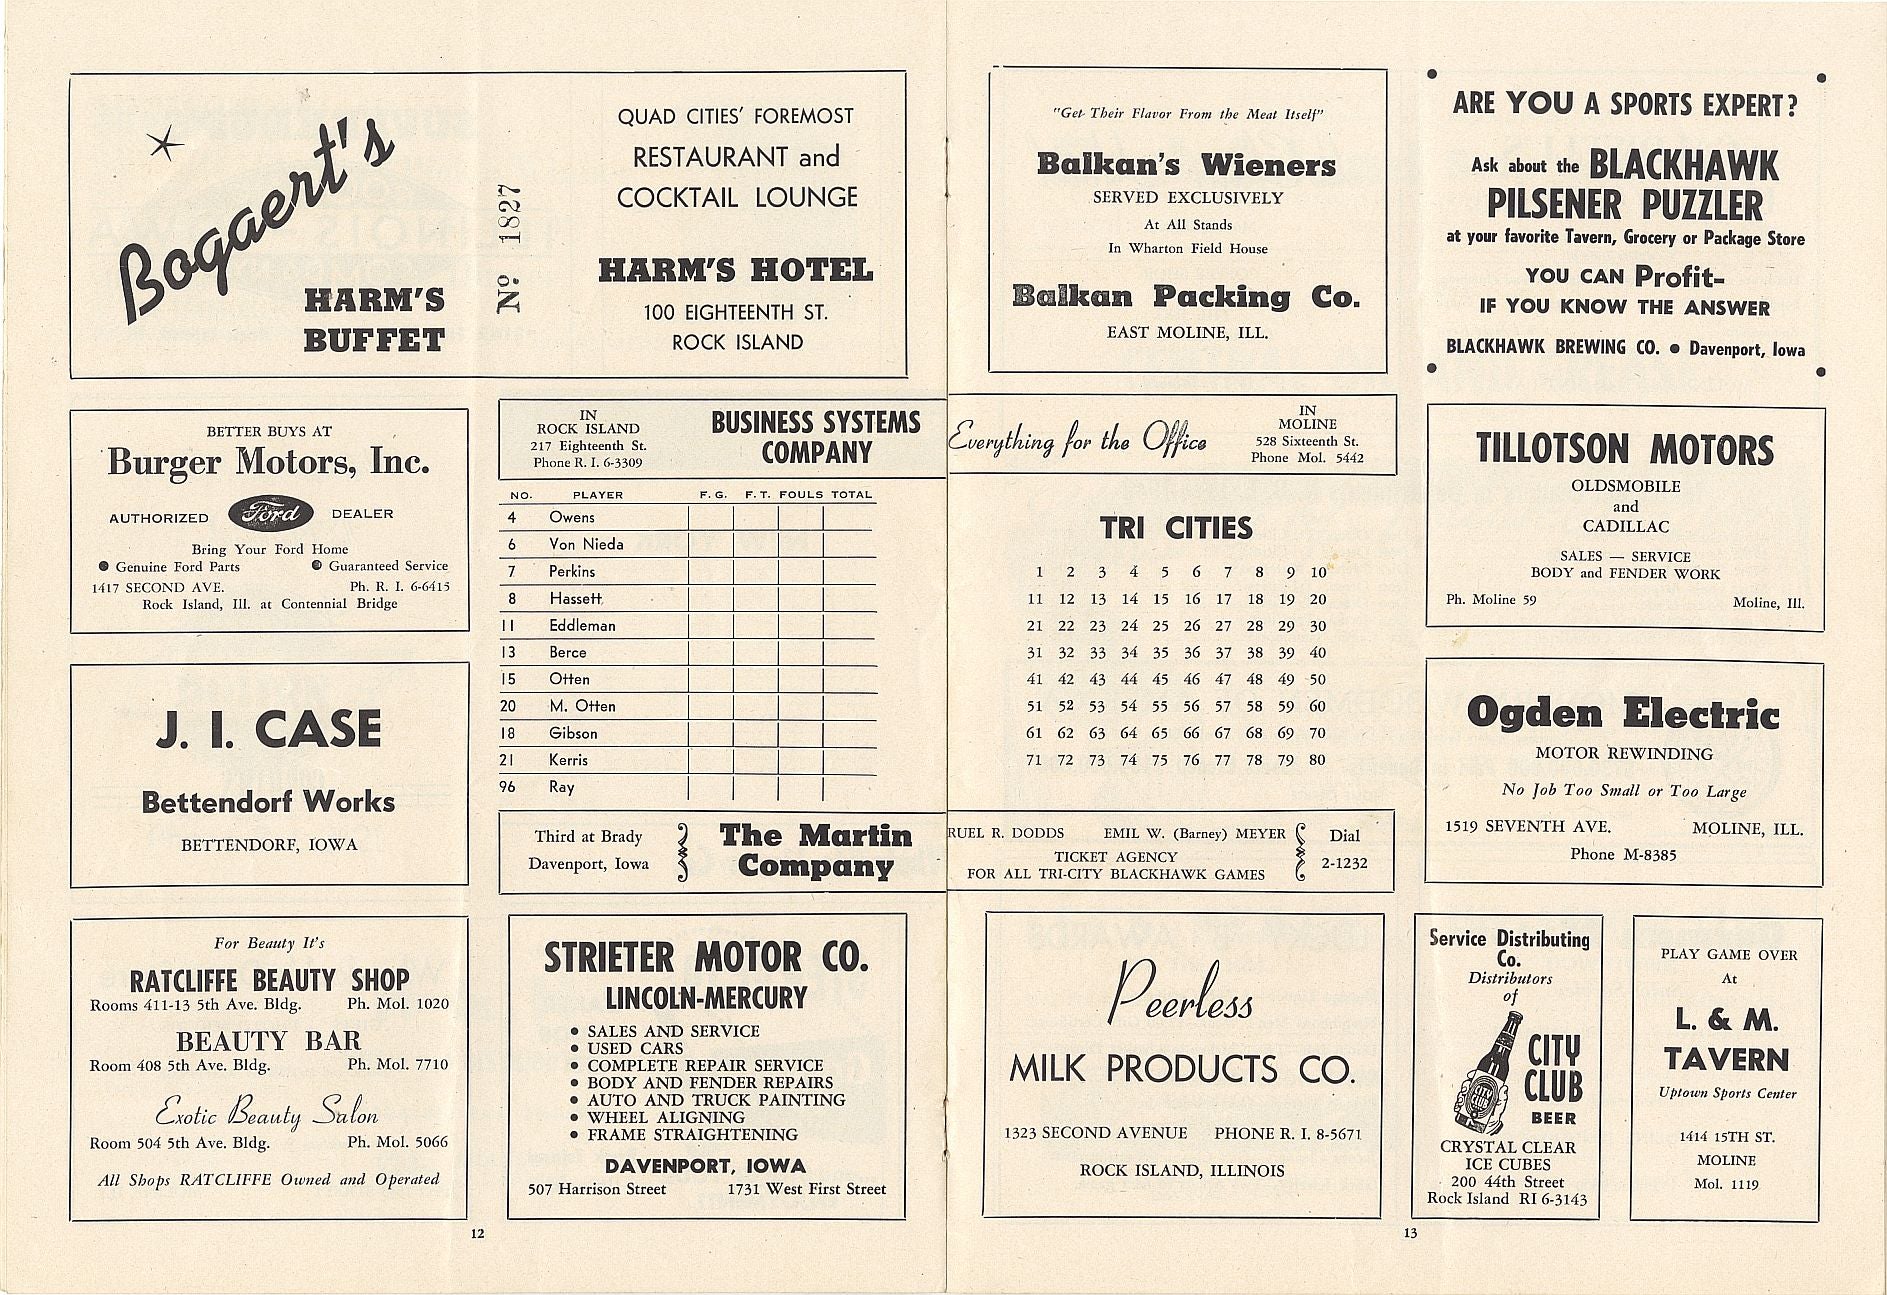 Bogaert's
HARM'S
BUFFET
No. 1827
QUAD CITIES' FOREMOST
RESTAURANT and
COCKTAIL LOUNGE
HARM'S HOTEL
100 EIGHTEENTH ST.
ROCK ISLAND
BETTER BUYS AT
Burger Motors, Inc.
AUTHORIZED Ford DEALER
Bring Your Ford Home
● Genuine Ford Parts ● Guaranteed Service
1417 SECOND AVE. Ph. R. I. 6-6415
Rock Island, Ill. at Centennial Bridge
J. I. CASE
Bettendorf Works
BETTENDORF, IOWA
For Beauty It's
RATCLIFFE BEAUTY SHOP
Rooms 411-13 5th Ave. Bldg. Ph. Mol. 1020
BEAUTY BAR
Room 408 5th Ave. Bldg. Ph. Mol. 7710
Exotic Beauty Salon
Room 504 5th Ave. Bldg. Ph. Mol. 5066
All Shops RATCLIFFE Owned and Operated
IN
ROCK ISLAND
217 Eighteenth St.
Phone R. I. 6-3309
BUSINESS SYSTEMS
COMPANY
Everything for the Office
IN
MOLINE
528 Sixteenth St.
Phone Mol. 5442
NO. PLAYER F. G. F. T. FOULS TOTAL
4 Owens
6 Von Nieda
7 Perkins
8 Hassett
11 Eddleman
13 Berce
15 Otten
20 M. Otten
18 Gibson
21 Kerris
96 Ray
Third at Brady
Davenport, Iowa
The Martin
Company
RUEL R. DODDS EMIL W. (Barney) MEYER
TICKET AGENCY
FOR ALL TRI-CITY BLACKHAWK GAMES
Dial
2-1232
STRIETER MOTOR CO.
LINCOLN-MERCURY
● SALES AND SERVICE
● USED CARS
● COMPLETE REPAIR SERVICE
● BODY AND FENDER REPAIRS
● AUTO AND TRUCK PAINTING
● WHEEL ALIGNING
● FRAME STRAIGHTENING
DAVENPORT, IOWA
507 Harrison Street 1731 West First Street
12
"Get Their Flavor From the Meat Itself"
Balkan's Wieners
SERVED EXCLUSIVELY
At All Stands
In Wharton Field House
Balkan Packing Co.
EAST MOLINE, ILL.
TRI CITIES
1 2 3 4 5 6 7 8 9 10
11 12 13 14 15 16 17 18 19 20
21 22 23 24 25 26 27 28 29 30
31 32 33 34 35 36 37 38 39 40
41 42 43 44 45 46 47 48 49 50
51 52 53 54 55 56 57 58 59 60
61 62 63 64 65 66 67 68 69 70
71 72 73 74 75 76 77 78 79 80
Peerless
MILK PRODUCTS CO.
1323 SECOND AVENUE PHONE R. I. 8-5671
ROCK ISLAND, ILLINOIS
ARE YOU A SPORTS EXPERT?
Ask about the BLACKHAWK
PILSENER PUZZLER
at your favorite Tavern, Grocery or Package Store
YOU CAN Profit-
IF YOU KNOW THE ANSWER
BLACKHAWK BREWING CO. ● Davenport, Iowa
TILLOTSON MOTORS
OLDSMOBILE
and
CADILLAC
SALES — SERVICE
BODY and FENDER WORK
Ph. Moline 59 Moline, Ill.
Ogden Electric
MOTOR REWINDING
No Job Too Small or Too Large
1519 SEVENTH AVE. MOLINE, ILL.
Phone M-8385
Service Distributing
Co.
Distributors
of
CITY
CLUB
BEER
CRYSTAL CLEAR
ICE CUBES
200 44th Street
Rock Island RI 6-3143
PLAY GAME OVER
At
L. & M.
TAVERN
Uptown Sports Center
1414 15TH ST.
MOLINE
Mol. 1119
13